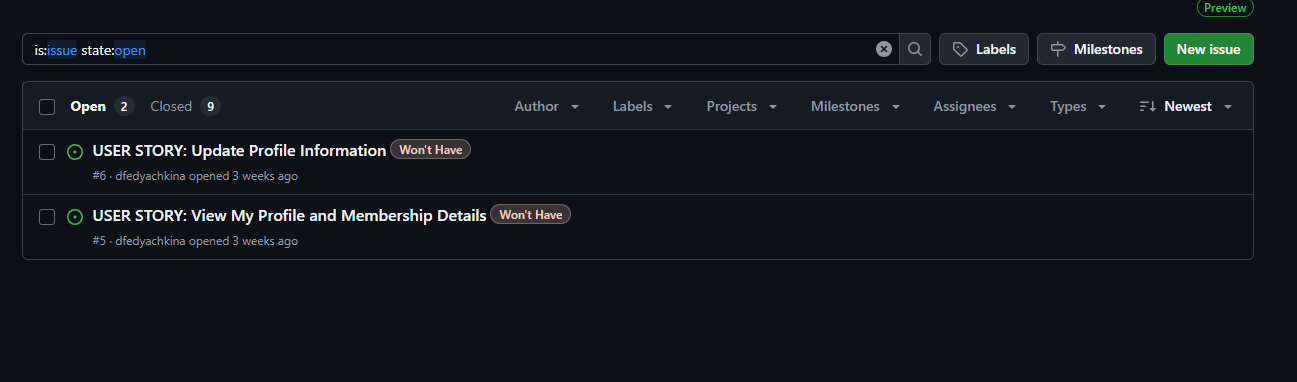 Preview
is:issue state:open
Labels
Milestones
New issue
Open 2 Closed 9 Author Labels Projects Milestones Assignees Types Newest
USER STORY: Update Profile Information Won't Have
#6 · dfedyachkina opened 3 weeks ago
USER STORY: View My Profile and Membership Details Won't Have
#5 · dfedyachkina opened 3 weeks ago